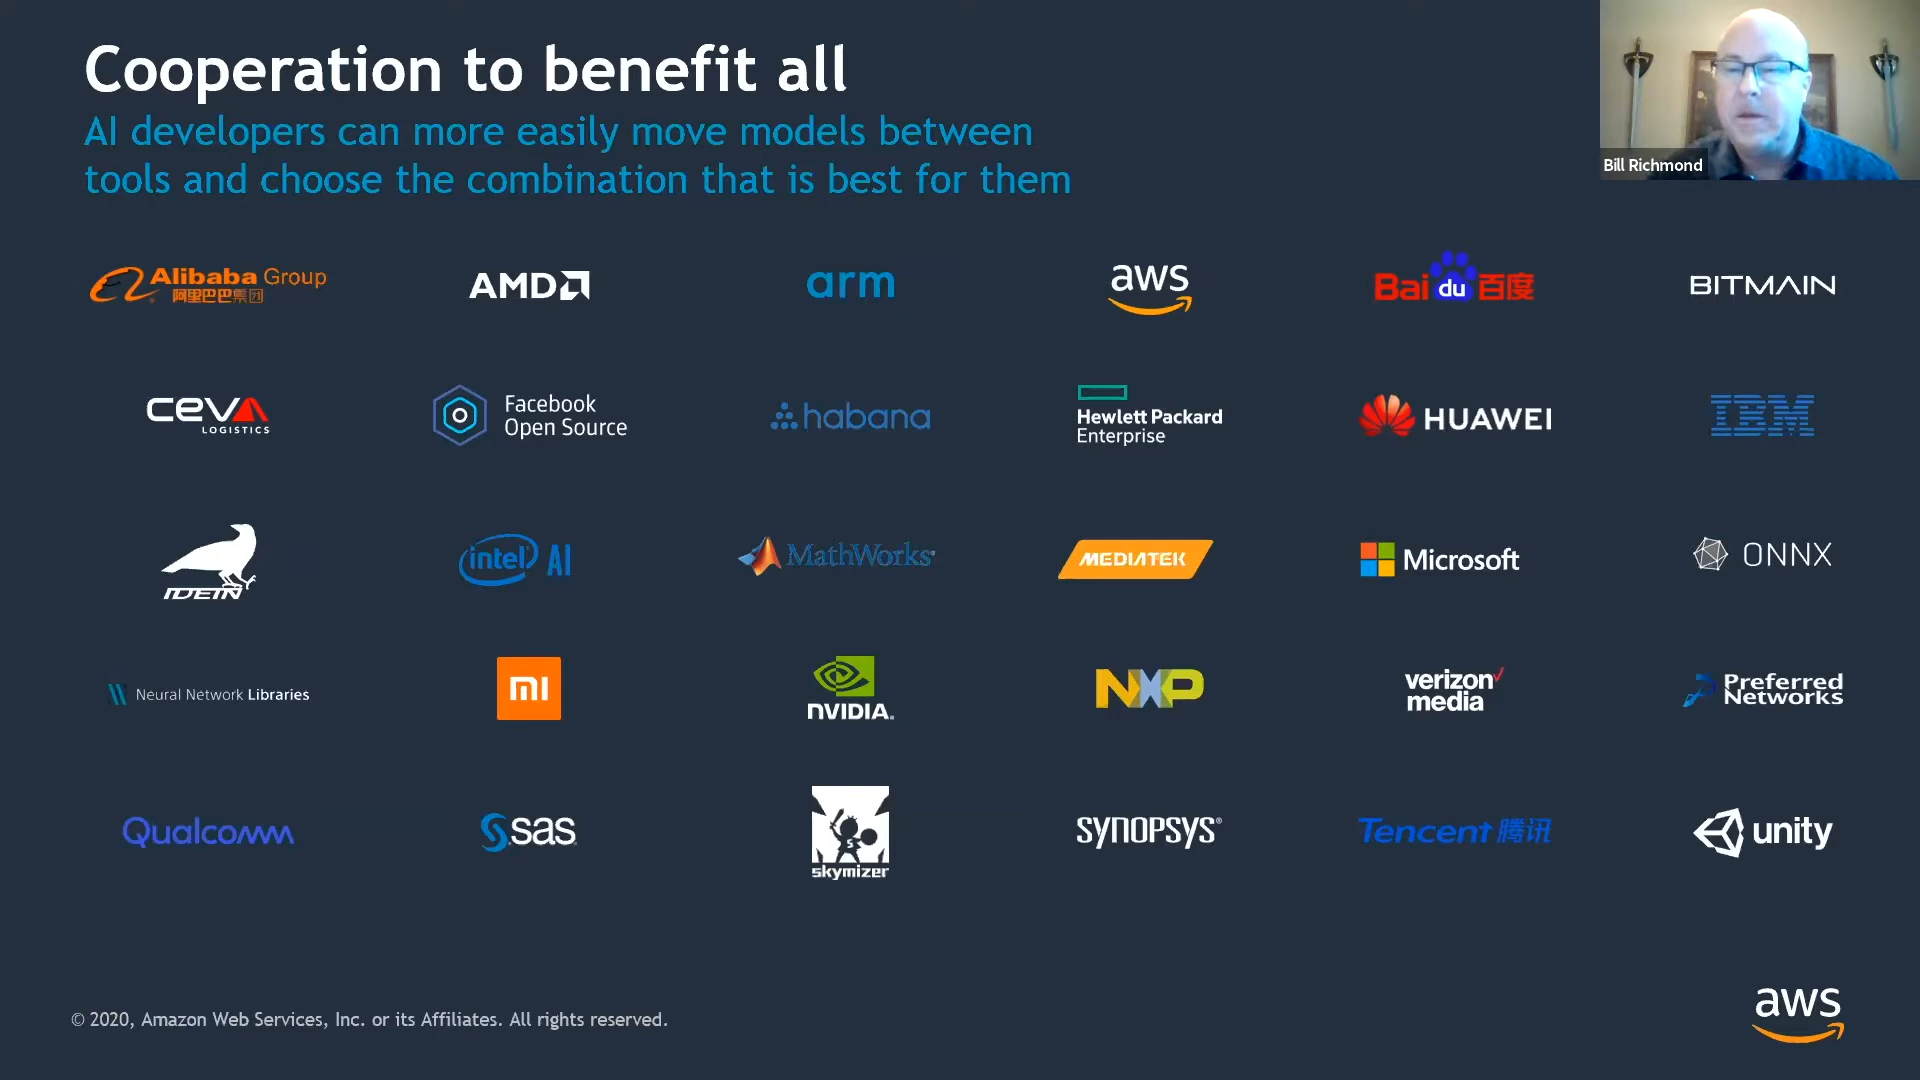 Cooperation to benefit all
AI developers can more easily move models between
tools and choose the combination that is best for them
Bill Richmond
Alibaba Group
阿里巴巴集团
AMD
arm
aws
Bai du 百度
BITMAIN
CEVA
LOGISTICS
Facebook
Open Source
habana
Hewlett Packard
Enterprise
HUAWEI
IBM
IDEIN
intel AI
MathWorks®
MEDIATEK
Microsoft
ONNX
Neural Network Libraries
MI
NVIDIA.
NXP
verizon
media
Preferred
Networks
Qualcomm
sas
S
skymizer
SYNOPSYS®
Tencent 腾讯
unity
© 2020, Amazon Web Services, Inc. or its Affiliates. All rights reserved.
aws